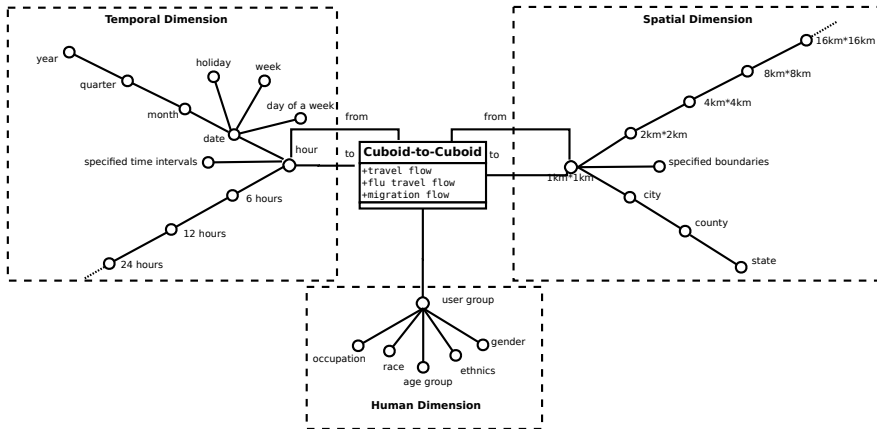 Temporal Dimension
year
quarter
month
holiday
week
day of a week
date
hour
specified time intervals
6 hours
12 hours
24 hours
from
to
Cuboid-to-Cuboid
+travel flow
+flu travel flow
+migration flow
from
to
Spatial Dimension
16km*16km
8km*8km
4km*4km
2km*2km
specified boundaries
1km*1km
city
county
state
user group
occupation
race
age group
ethnics
gender
Human Dimension